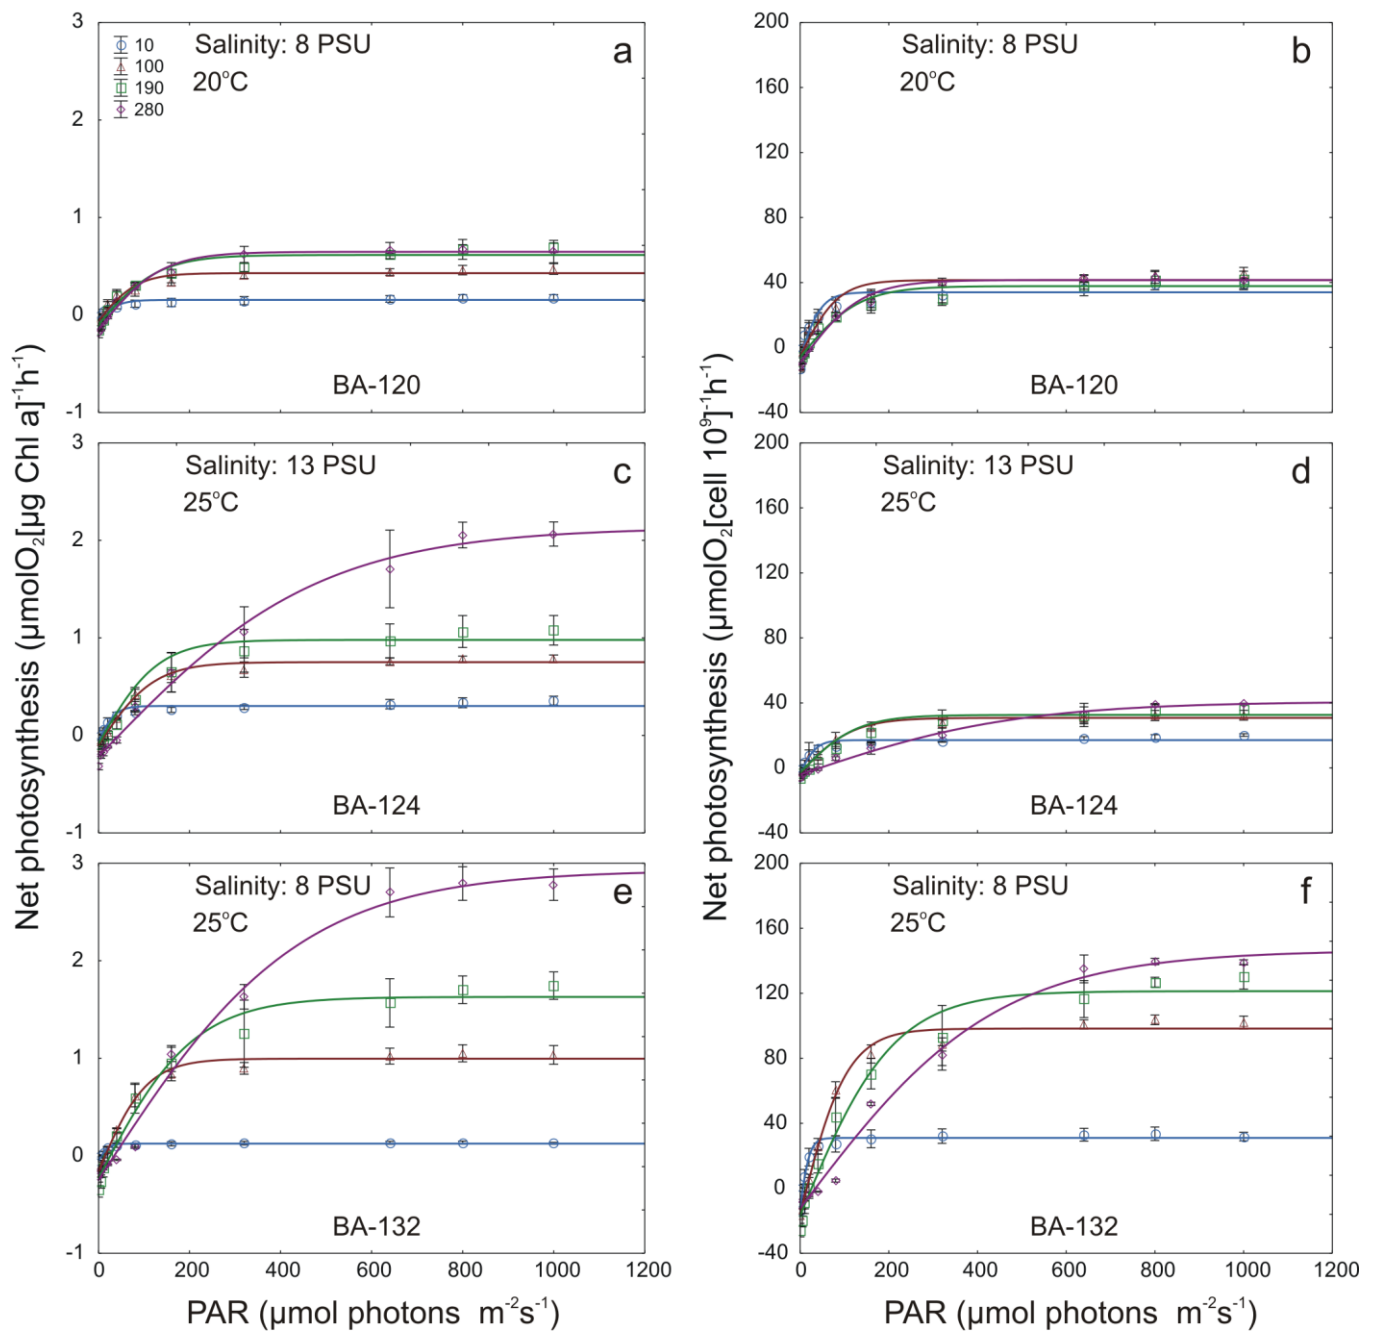 Net photosynthesis (µmolO₂[µg Chl a]⁻¹h⁻¹)
3
2
1
0
-1
10
100
190
280
Salinity: 8 PSU
20°C
a
BA-120
3
2
1
0
-1
Salinity: 13 PSU
25°C
c
BA-124
3
2
1
0
-1
Salinity: 8 PSU
25°C
e
BA-132
0 200 400 600 800 1000 1200
PAR (µmol photons m⁻²s⁻¹)
Net photosynthesis (µmolO₂[cell 10⁹]⁻¹h⁻¹)
200
160
120
80
40
0
-40
Salinity: 8 PSU
20°C
b
BA-120
200
160
120
80
40
0
-40
Salinity: 13 PSU
25°C
d
BA-124
200
160
120
80
40
0
-40
Salinity: 8 PSU
25°C
f
BA-132
0 200 400 600 800 1000 1200
PAR (µmol photons m⁻²s⁻¹)